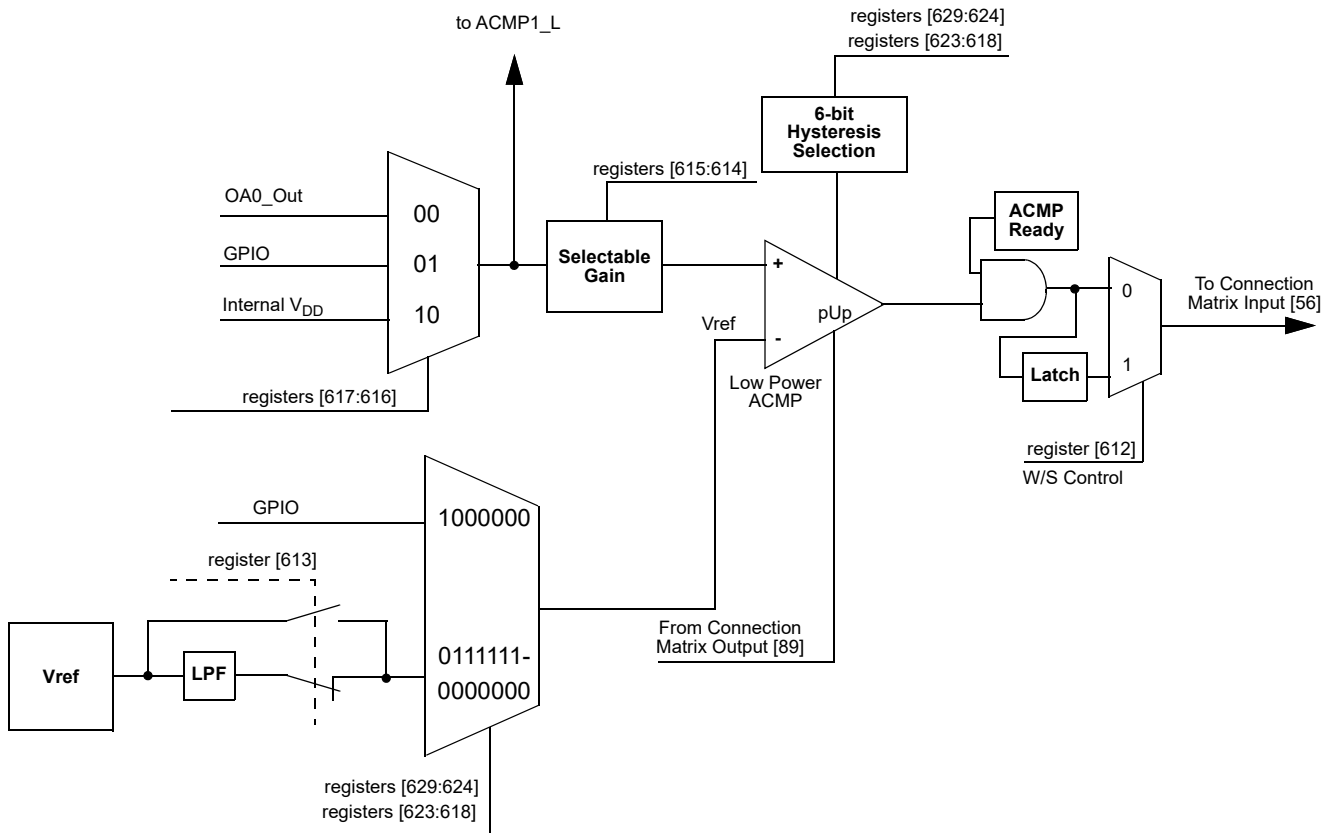 to ACMP1_L
registers [629:624]
registers [623:618]
6-bit
Hysteresis
Selection
registers [615:614]
OA0_Out
00
GPIO
01
Internal VDD
10
Selectable
Gain
registers [617:616]
+
-
pUp
Vref
Low Power
ACMP
ACMP
Ready
0
1
Latch
To Connection
Matrix Input [56]
register [612]
W/S Control
GPIO
1000000
register [613]
Vref
LPF
0111111-
0000000
From Connection
Matrix Output [89]
registers [629:624]
registers [623:618]